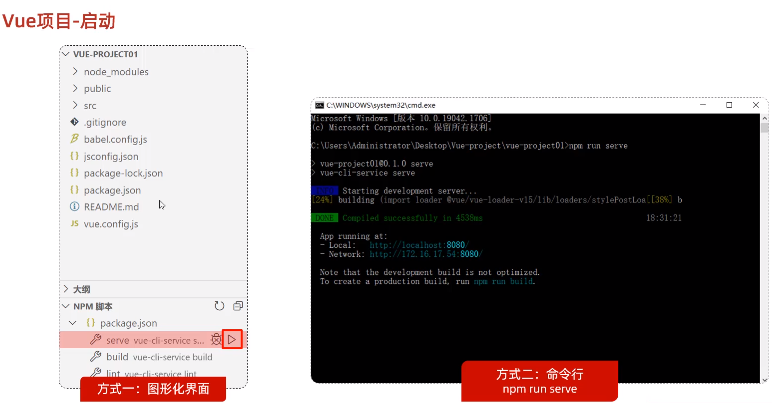 Vue项目-启动
VUE-PROJECT01
node_modules
public
src
.gitignore
babel.config.js
{} jsconfig.json
{} package-lock.json
{} package.json
README.md
JS vue.config.js
大纲
NPM 脚本
{} package.json
serve vue-cli-service s...
build vue-cli-service build
lint vue-cli-service lint
方式一：图形化界面
C:\WINDOWS\system32\cmd.exe
Microsoft Windows [版本 10.0.19042.1706]
(c) Microsoft Corporation。保留所有权利。
C:\Users\Administrator\Desktop\Vue-project\vue-project01>npm run serve
> vue-project01@0.1.0 serve
> vue-cli-service serve
Starting development server...
[24%] building (import loader @vue/vue-loader-v15/lib/loaders/stylePostLoa[[38%] b
DONE Compiled successfully in 4538ms 18:31:21
App running at:
- Local: http://localhost:8080/
- Network: http://172.16.17.54:8080/
Note that the development build is not optimized.
To create a production build, run npm run build.
方式二：命令行
npm run serve